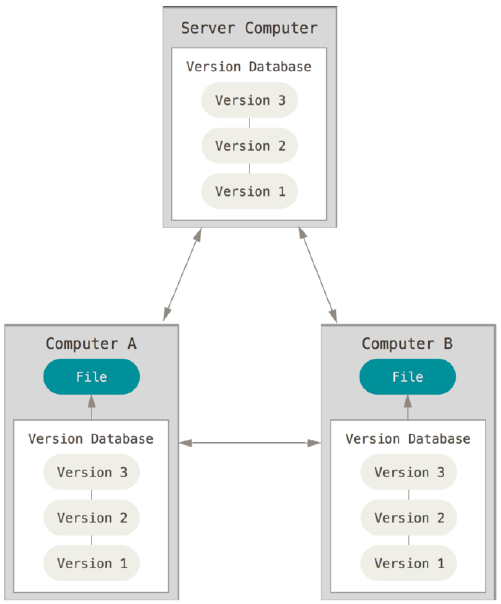 Server Computer
Version Database
Version 3
Version 2
Version 1
Computer A
File
Version Database
Version 3
Version 2
Version 1
Computer B
File
Version Database
Version 3
Version 2
Version 1